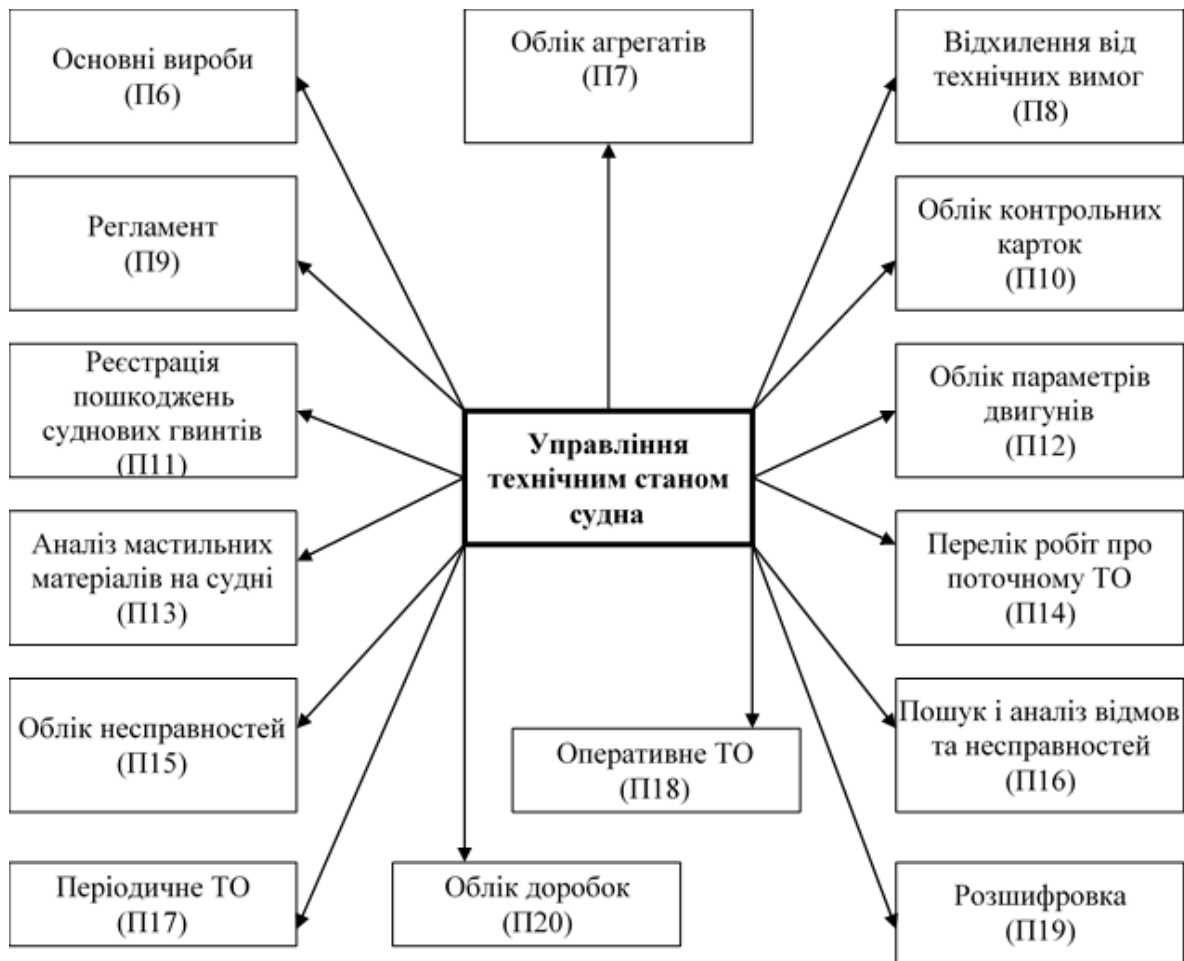 Основні вироби
(П6)
Облік агрегатів
(П7)
Відхилення від
технічних вимог
(П8)
Регламент
(П9)
Облік контрольних
карток
(П10)
Реєстрація
пошкоджень
суднових гвинтів
(П11)
Управління
технічним станом
судна
Облік параметрів
двигунів
(П12)
Аналіз мастильних
матеріалів на судні
(П13)
Перелік робіт про
поточному ТО
(П14)
Облік несправностей
(П15)
Оперативне ТО
(П18)
Пошук і аналіз відмов
та несправностей
(П16)
Періодичне ТО
(П17)
Облік доробок
(П20)
Розшифровка
(П19)